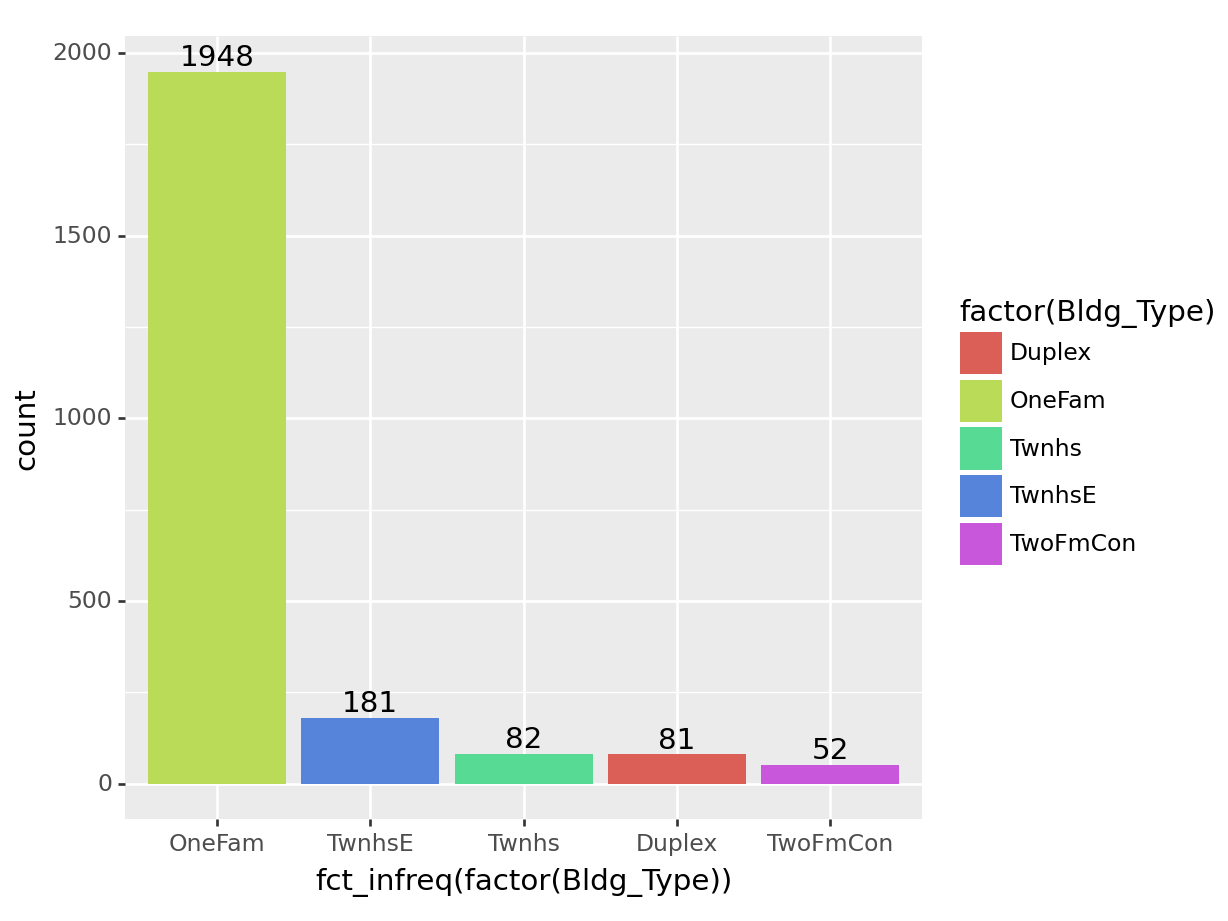 2000
1500
1000
500
0
count
1948
181
82
81
52
OneFam
TwnhsE
Twnhs
Duplex
TwoFmCon
fct_infreq(factor(Bldg_Type))
factor(Bldg_Type)
Duplex
OneFam
Twnhs
TwnhsE
TwoFmCon